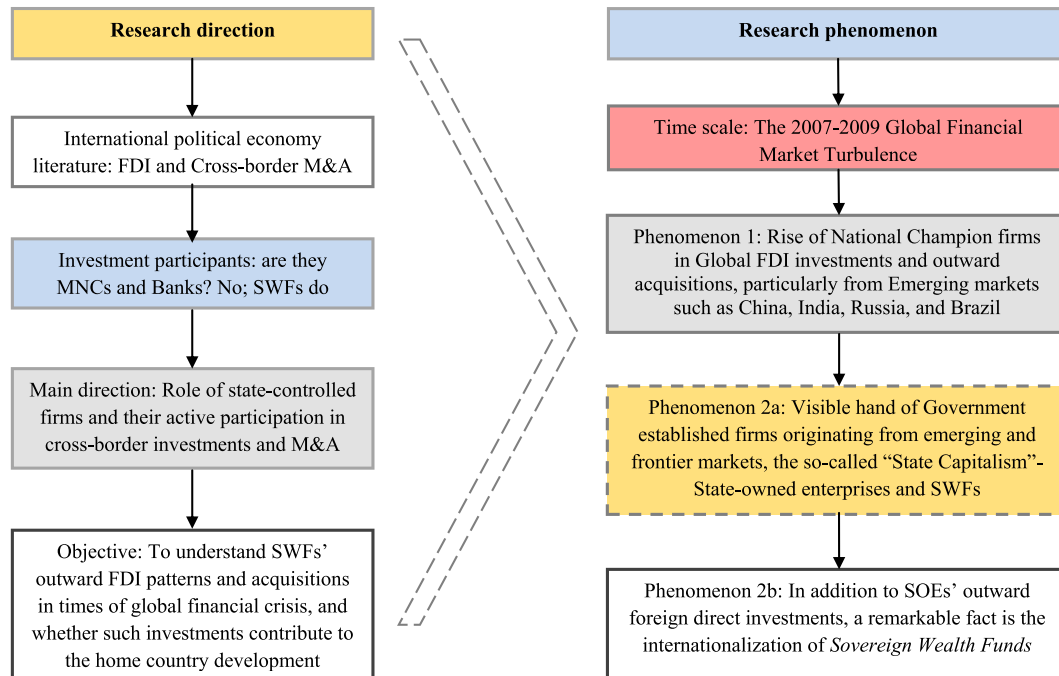 Research direction
International political economy
literature: FDI and Cross-border M&A
Investment participants: are they
MNCs and Banks? No; SWFs do
Main direction: Role of state-controlled
firms and their active participation in
cross-border investments and M&A
Objective: To understand SWFs’
outward FDI patterns and acquisitions
in times of global financial crisis, and
whether such investments contribute to
the home country development
Research phenomenon
Time scale: The 2007-2009 Global Financial
Market Turbulence
Phenomenon 1: Rise of National Champion firms
in Global FDI investments and outward
acquisitions, particularly from Emerging markets
such as China, India, Russia, and Brazil
Phenomenon 2a: Visible hand of Government
established firms originating from emerging and
frontier markets, the so-called “State Capitalism”-
State-owned enterprises and SWFs
Phenomenon 2b: In addition to SOEs’ outward
foreign direct investments, a remarkable fact is the
internationalization of Sovereign Wealth Funds